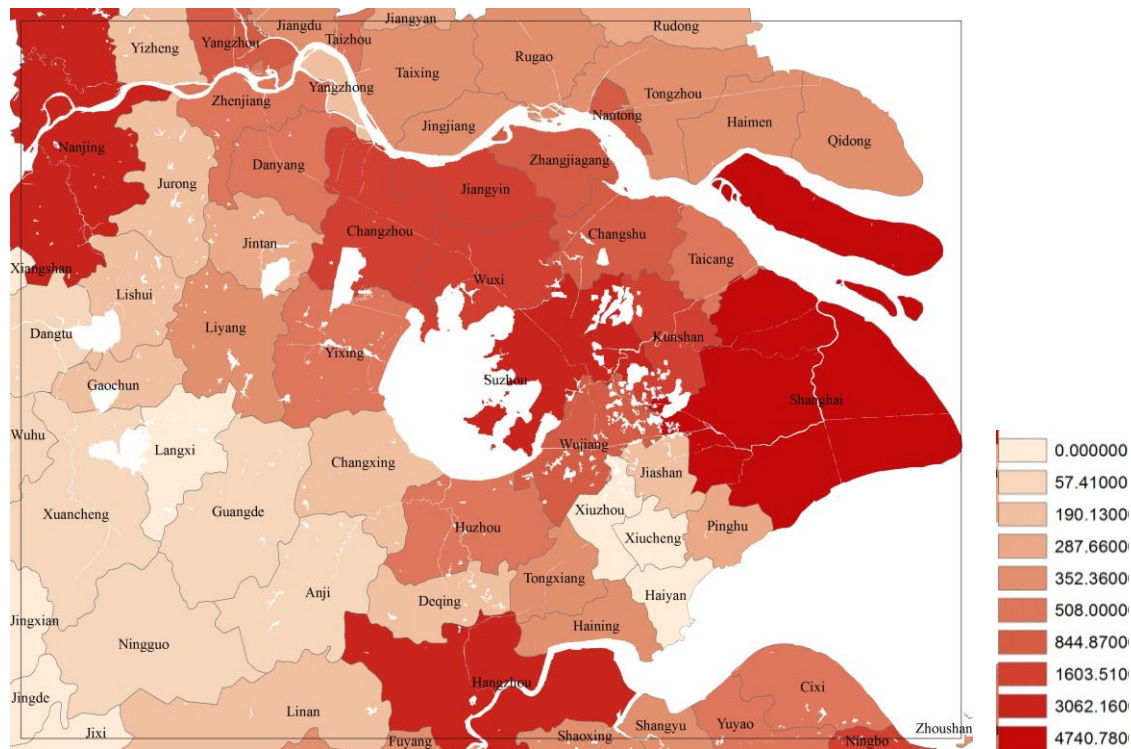 Jiangyan
Rudong
Jiangdu
Yizheng
Yangzhou
Taizhou
Rugao
Taixing
Yangzhong
Zhenjiang
Tongzhou
Nantong
Haimen
Jingjiang
Qidong
Nanjing
Danyang
Zhangjiagang
Jurong
Jiangyin
Changzhou
Changshu
Jintan
Taicang
Xiangshan
Wuxi
Lishui
Dangtu
Liyang
Kunshan
Yixing
Suzhou
Gaochun
Shanghai
Wuhu
Langxi
Wujiang
Changxing
Jiashan
Xuancheng
Guangde
Xiuzhou
Huzhou
Pinghu
Xiucheng
Tongxiang
Anji
Deqing
Haiyan
Jingxian
Haining
Ningguo
Hangzhou
Cixi
Jingde
Linan
Zhoushan
Shangyu
Yuyao
Jixi
Shaoxing
Fuyang
Ningbo
0.000000
57.41000
190.1300
287.6600
352.3600
508.0000
844.8700
1603.510
3062.160
4740.780